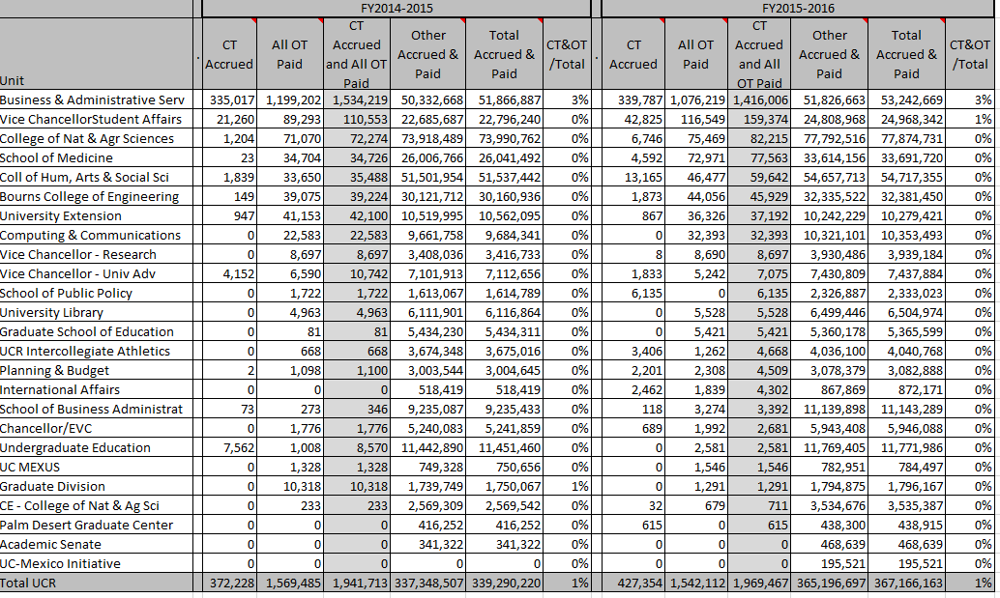 FY2014-2015 FY2015-2016
Unit CT Accrued All OT Paid CT Accrued and All OT Paid Other Accrued & Paid Total Accrued & Paid CT&OT /Total CT Accrued All OT Paid CT Accrued and All OT Paid Other Accrued & Paid Total Accrued & Paid CT&OT /Total
Business & Administrative Serv 335,017 1,199,202 1,534,219 50,332,668 51,866,887 3% 339,787 1,076,219 1,416,006 51,826,663 53,242,669 3%
Vice ChancellorStudent Affairs 21,260 89,293 110,553 22,685,687 22,796,240 0% 42,825 116,549 159,374 24,808,968 24,968,342 1%
College of Nat & Agr Sciences 1,204 71,070 72,274 73,918,489 73,990,762 0% 6,746 75,469 82,215 77,792,516 77,874,731 0%
School of Medicine 23 34,704 34,726 26,006,766 26,041,492 0% 4,592 72,971 77,563 33,614,156 33,691,720 0%
Coll of Hum, Arts & Social Sci 1,839 33,650 35,488 51,501,954 51,537,442 0% 13,165 46,477 59,642 54,657,713 54,717,355 0%
Bourns College of Engineering 149 39,075 39,224 30,121,712 30,160,936 0% 1,873 44,056 45,929 32,335,522 32,381,450 0%
University Extension 947 41,153 42,100 10,519,995 10,562,095 0% 867 36,326 37,192 10,242,229 10,279,421 0%
Computing & Communications 0 22,583 22,583 9,661,758 9,684,341 0% 0 32,393 32,393 10,321,101 10,353,493 0%
Vice Chancellor - Research 0 8,697 8,697 3,408,036 3,416,733 0% 8 8,690 8,697 3,930,486 3,939,184 0%
Vice Chancellor - Univ Adv 4,152 6,590 10,742 7,101,913 7,112,656 0% 1,833 5,242 7,075 7,430,809 7,437,884 0%
School of Public Policy 0 1,722 1,722 1,613,067 1,614,789 0% 6,135 0 6,135 2,326,887 2,333,023 0%
University Library 0 4,963 4,963 6,111,901 6,116,864 0% 0 5,528 5,528 6,499,446 6,504,974 0%
Graduate School of Education 0 81 81 5,434,230 5,434,311 0% 0 5,421 5,421 5,360,178 5,365,599 0%
UCR Intercollegiate Athletics 0 668 668 3,674,348 3,675,016 0% 3,406 1,262 4,668 4,036,100 4,040,768 0%
Planning & Budget 2 1,098 1,100 3,003,544 3,004,645 0% 2,201 2,308 4,509 3,078,379 3,082,888 0%
International Affairs 0 0 0 518,419 518,419 0% 2,462 1,839 4,302 867,869 872,171 0%
School of Business Administrat 73 273 346 9,235,087 9,235,433 0% 118 3,274 3,392 11,139,898 11,143,289 0%
Chancellor/EVC 0 1,776 1,776 5,240,083 5,241,859 0% 689 1,992 2,681 5,943,408 5,946,088 0%
Undergraduate Education 7,562 1,008 8,570 11,442,890 11,451,460 0% 0 2,581 2,581 11,769,405 11,771,986 0%
UC MEXUS 0 1,328 1,328 749,328 750,656 0% 0 1,546 1,546 782,951 784,497 0%
Graduate Division 0 10,318 10,318 1,739,749 1,750,067 1% 0 1,291 1,291 1,794,875 1,796,167 0%
CE - College of Nat & Ag Sci 0 233 233 2,569,309 2,569,542 0% 32 679 711 3,534,676 3,535,387 0%
Palm Desert Graduate Center 0 0 0 416,252 416,252 0% 615 0 615 438,300 438,915 0%
Academic Senate 0 0 0 341,322 341,322 0% 0 0 0 468,639 468,639 0%
UC-Mexico Initiative 0 0 0 0 0 0% 0 0 0 195,521 195,521 0%
Total UCR 372,228 1,569,485 1,941,713 337,348,507 339,290,220 1% 427,354 1,542,112 1,969,467 365,196,697 367,166,163 1%